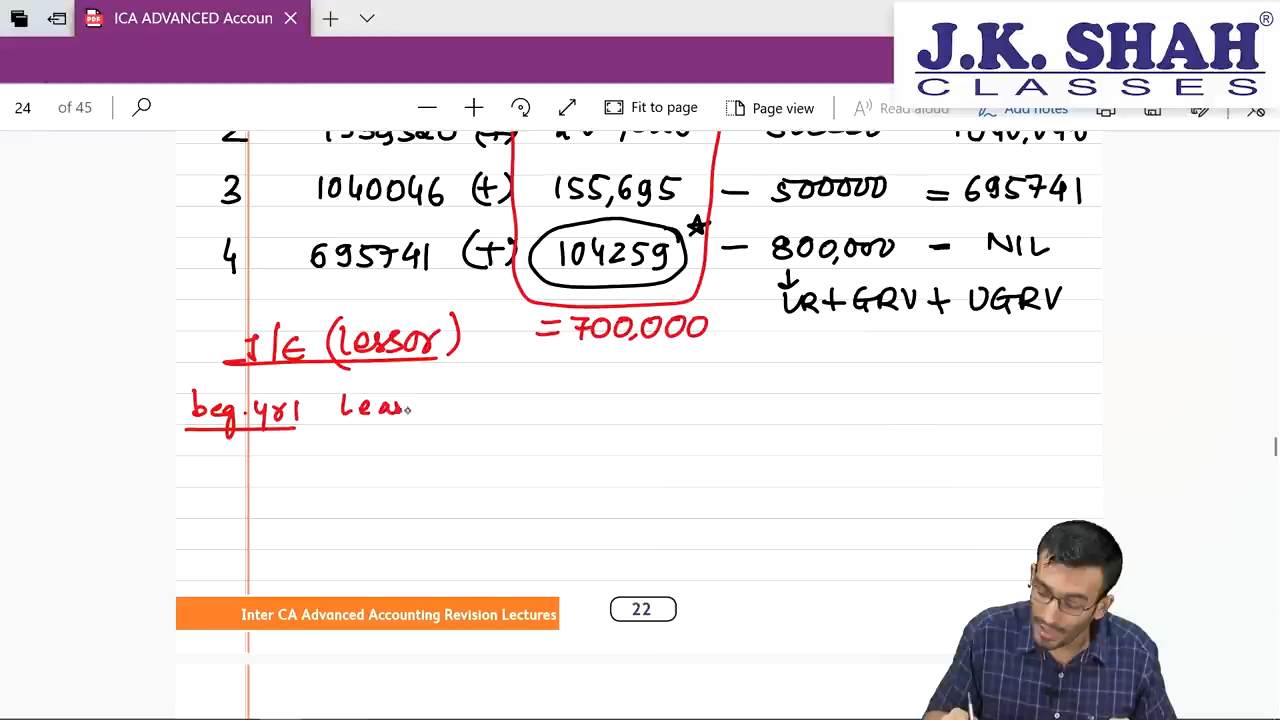 ICA ADVANCED Accoun
J.K. SHAH®
CLASSES
24 of 45
Fit to page
Page view
Read aloud
Add notes
2
3 1040046 (+) 155,695 - 500000 = 695741
4 695741 (+) 104259 - 800,000 - NIL
LR + GRV + UGRV
= 700,000
J/E (lessor)
beg. yr1 leas
Inter CA Advanced Accounting Revision Lectures
22